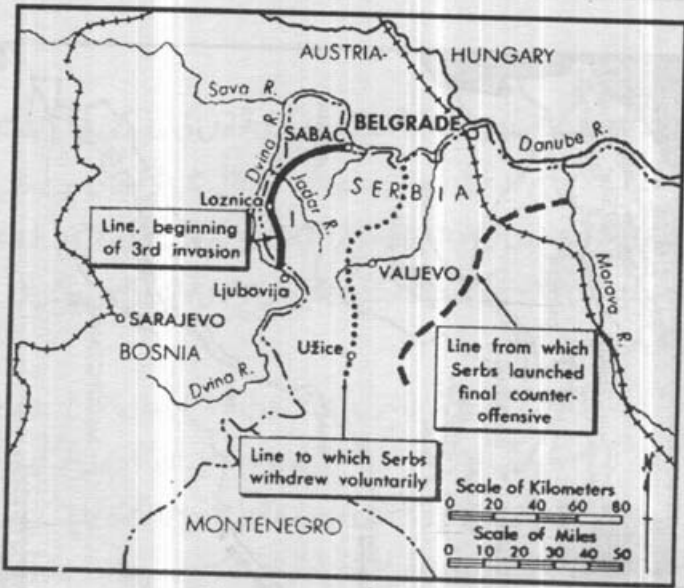 AUSTRIA-
HUNGARY
Sava R.
Dvina R.
SABAC
BELGRADE
Danube R.
SERBIA
Loznica
Jadar R.
I
Line, beginning
of 3rd invasion
VALJEVO
Ljubovija
Morava R.
SARAJEVO
BOSNIA
Užice
Line from which
Serbs launched
final counter-
offensive
Dvina R.
Line to which Serbs
withdrew voluntarily
N
Scale of Kilometers
0 20 40 60 80
MONTENEGRO
Scale of Miles
0 10 20 30 40 50